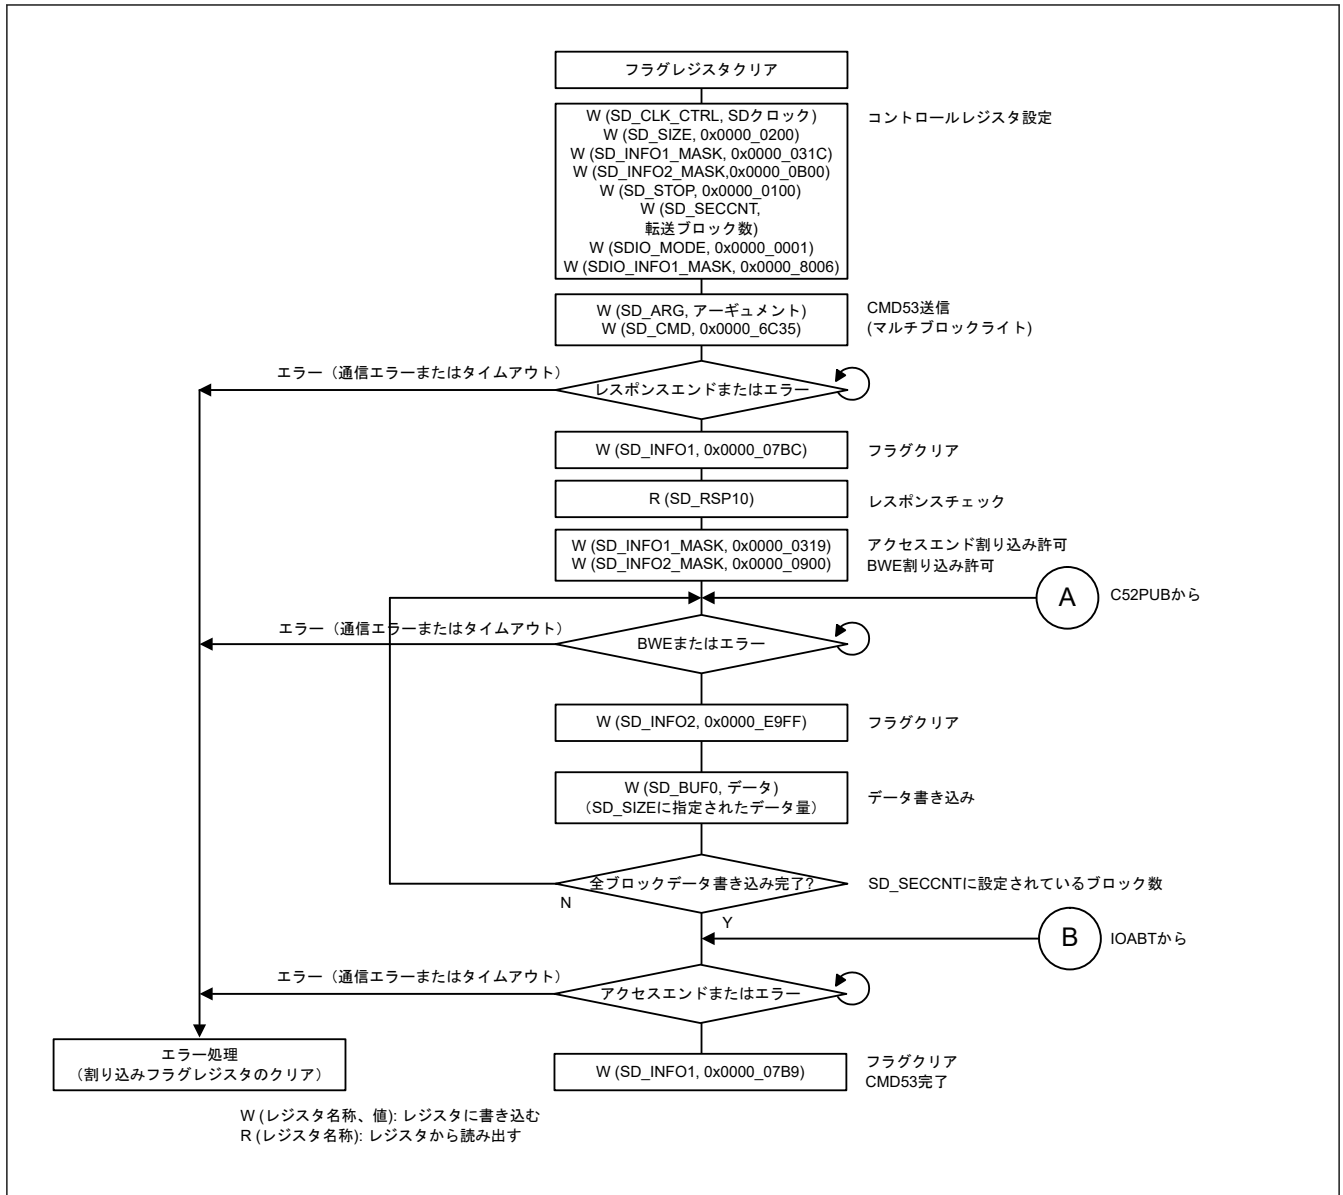 フラグレジスタクリア
W (SD_CLK_CTRL, SDクロック)
W (SD_SIZE, 0x0000_0200)
W (SD_INFO1_MASK, 0x0000_031C)
W (SD_INFO2_MASK,0x0000_0B00)
W (SD_STOP, 0x0000_0100)
W (SD_SECCNT,
転送ブロック数)
W (SDIO_MODE, 0x0000_0001)
W (SDIO_INFO1_MASK, 0x0000_8006)
コントロールレジスタ設定
W (SD_ARG, アーギュメント)
W (SD_CMD, 0x0000_6C35)
CMD53送信
(マルチブロックライト)
エラー（通信エラーまたはタイムアウト）
レスポンスエンドまたはエラー
W (SD_INFO1, 0x0000_07BC)
フラグクリア
R (SD_RSP10)
レスポンスチェック
W (SD_INFO1_MASK, 0x0000_0319)
W (SD_INFO2_MASK, 0x0000_0900)
アクセスエンド割り込み許可
BWE割り込み許可
A
C52PUBから
エラー（通信エラーまたはタイムアウト）
BWEまたはエラー
W (SD_INFO2, 0x0000_E9FF)
フラグクリア
W (SD_BUF0, データ)
（SD_SIZEに指定されたデータ量）
データ書き込み
全ブロックデータ書き込み完了?
SD_SECCNTに設定されているブロック数
N
Y
B
IOABTから
エラー（通信エラーまたはタイムアウト）
アクセスエンドまたはエラー
エラー処理
（割り込みフラグレジスタのクリア）
W (SD_INFO1, 0x0000_07B9)
フラグクリア
CMD53完了
W (レジスタ名称、値): レジスタに書き込む
R (レジスタ名称): レジスタから読み出す